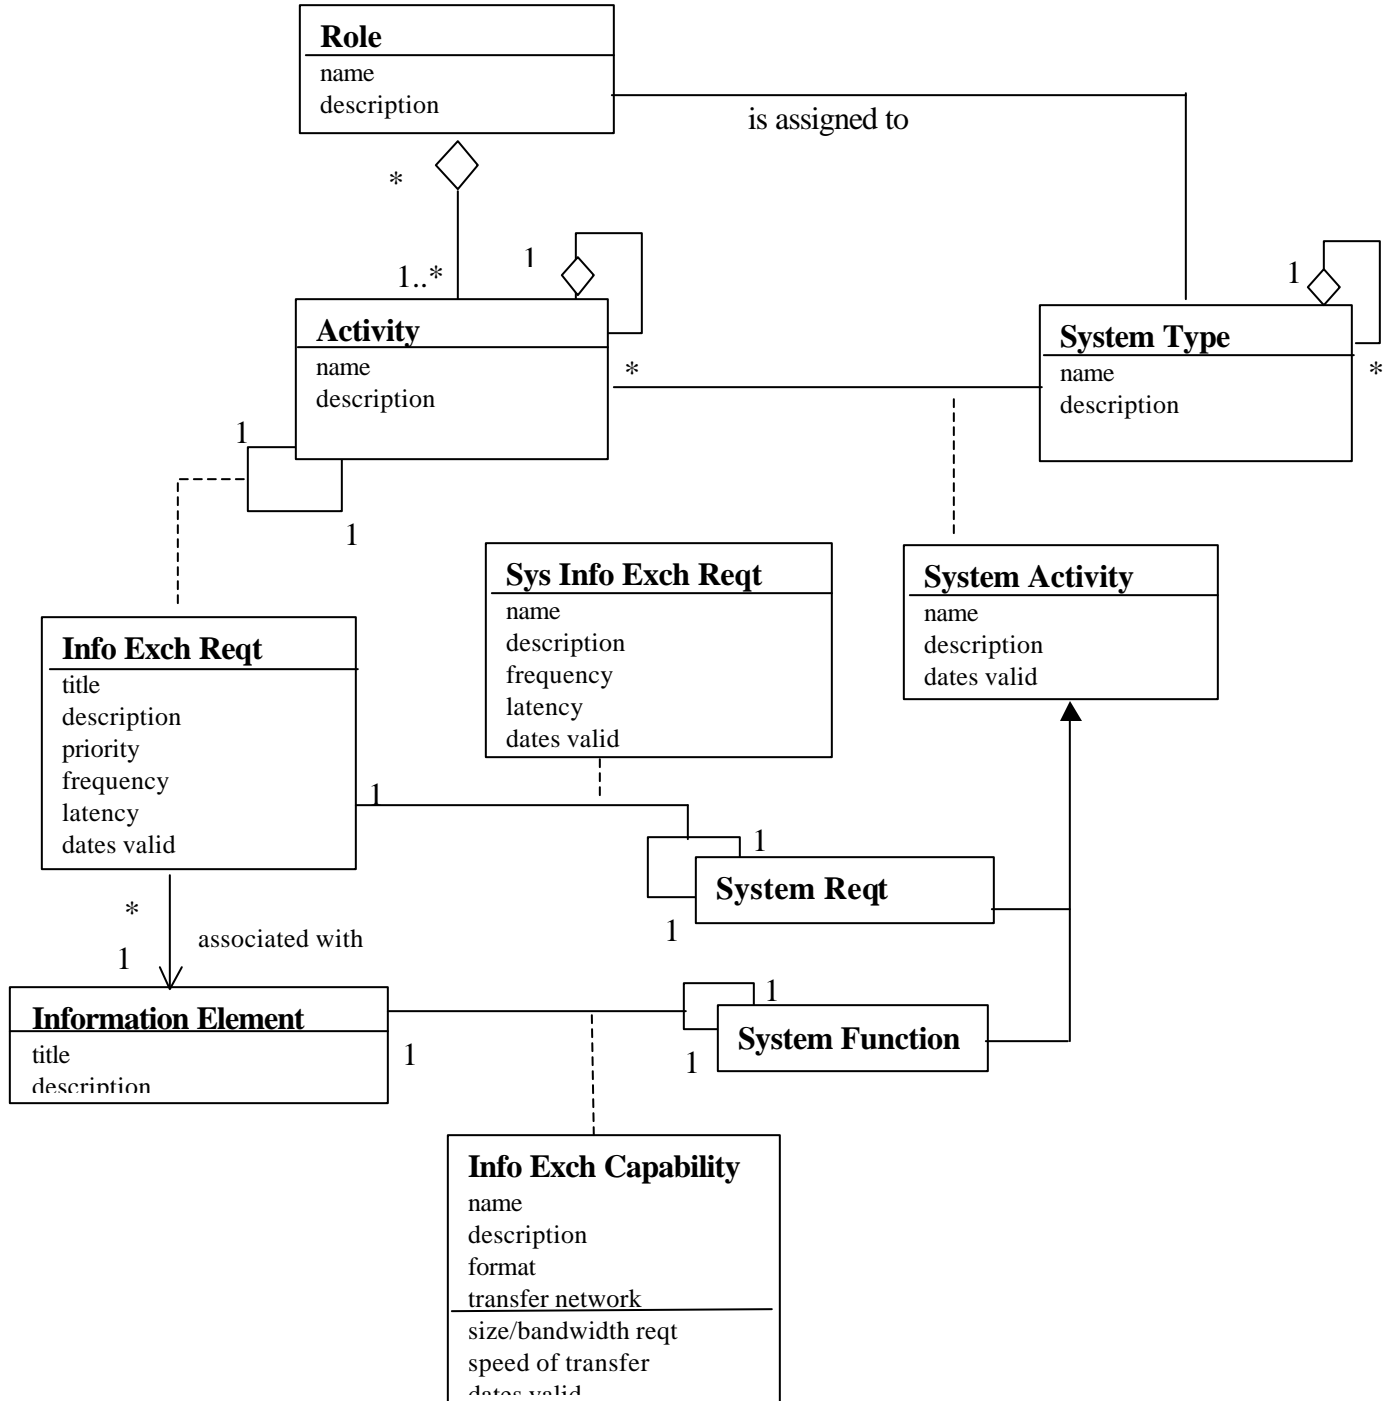 Role
name
description
is assigned to
*
1..*
1
Activity
name
description
*
1
System Type
name
description
*
1
1
Sys Info Exch Reqt
name
description
frequency
latency
dates valid
System Activity
name
description
dates valid
Info Exch Reqt
title
description
priority
frequency
latency
dates valid
1
1
System Reqt
1
*
associated with
1
Information Element
title
description
1
1
System Function
1
Info Exch Capability
name
description
format
transfer network
size/bandwidth reqt
speed of transfer
dates valid